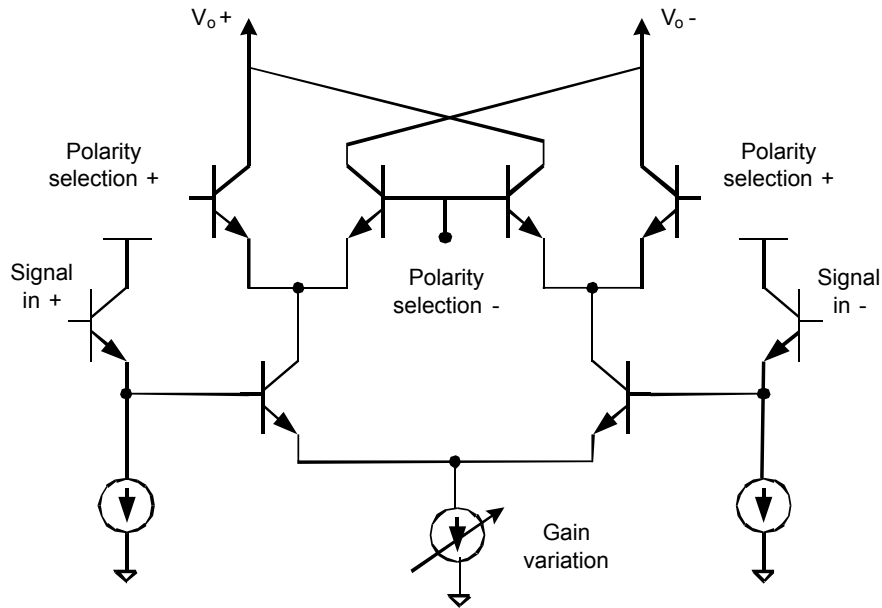 Vo+
Vo-
Polarity
selection +
Polarity
selection +
Signal
in +
Polarity
selection -
Signal
in -
Gain
variation